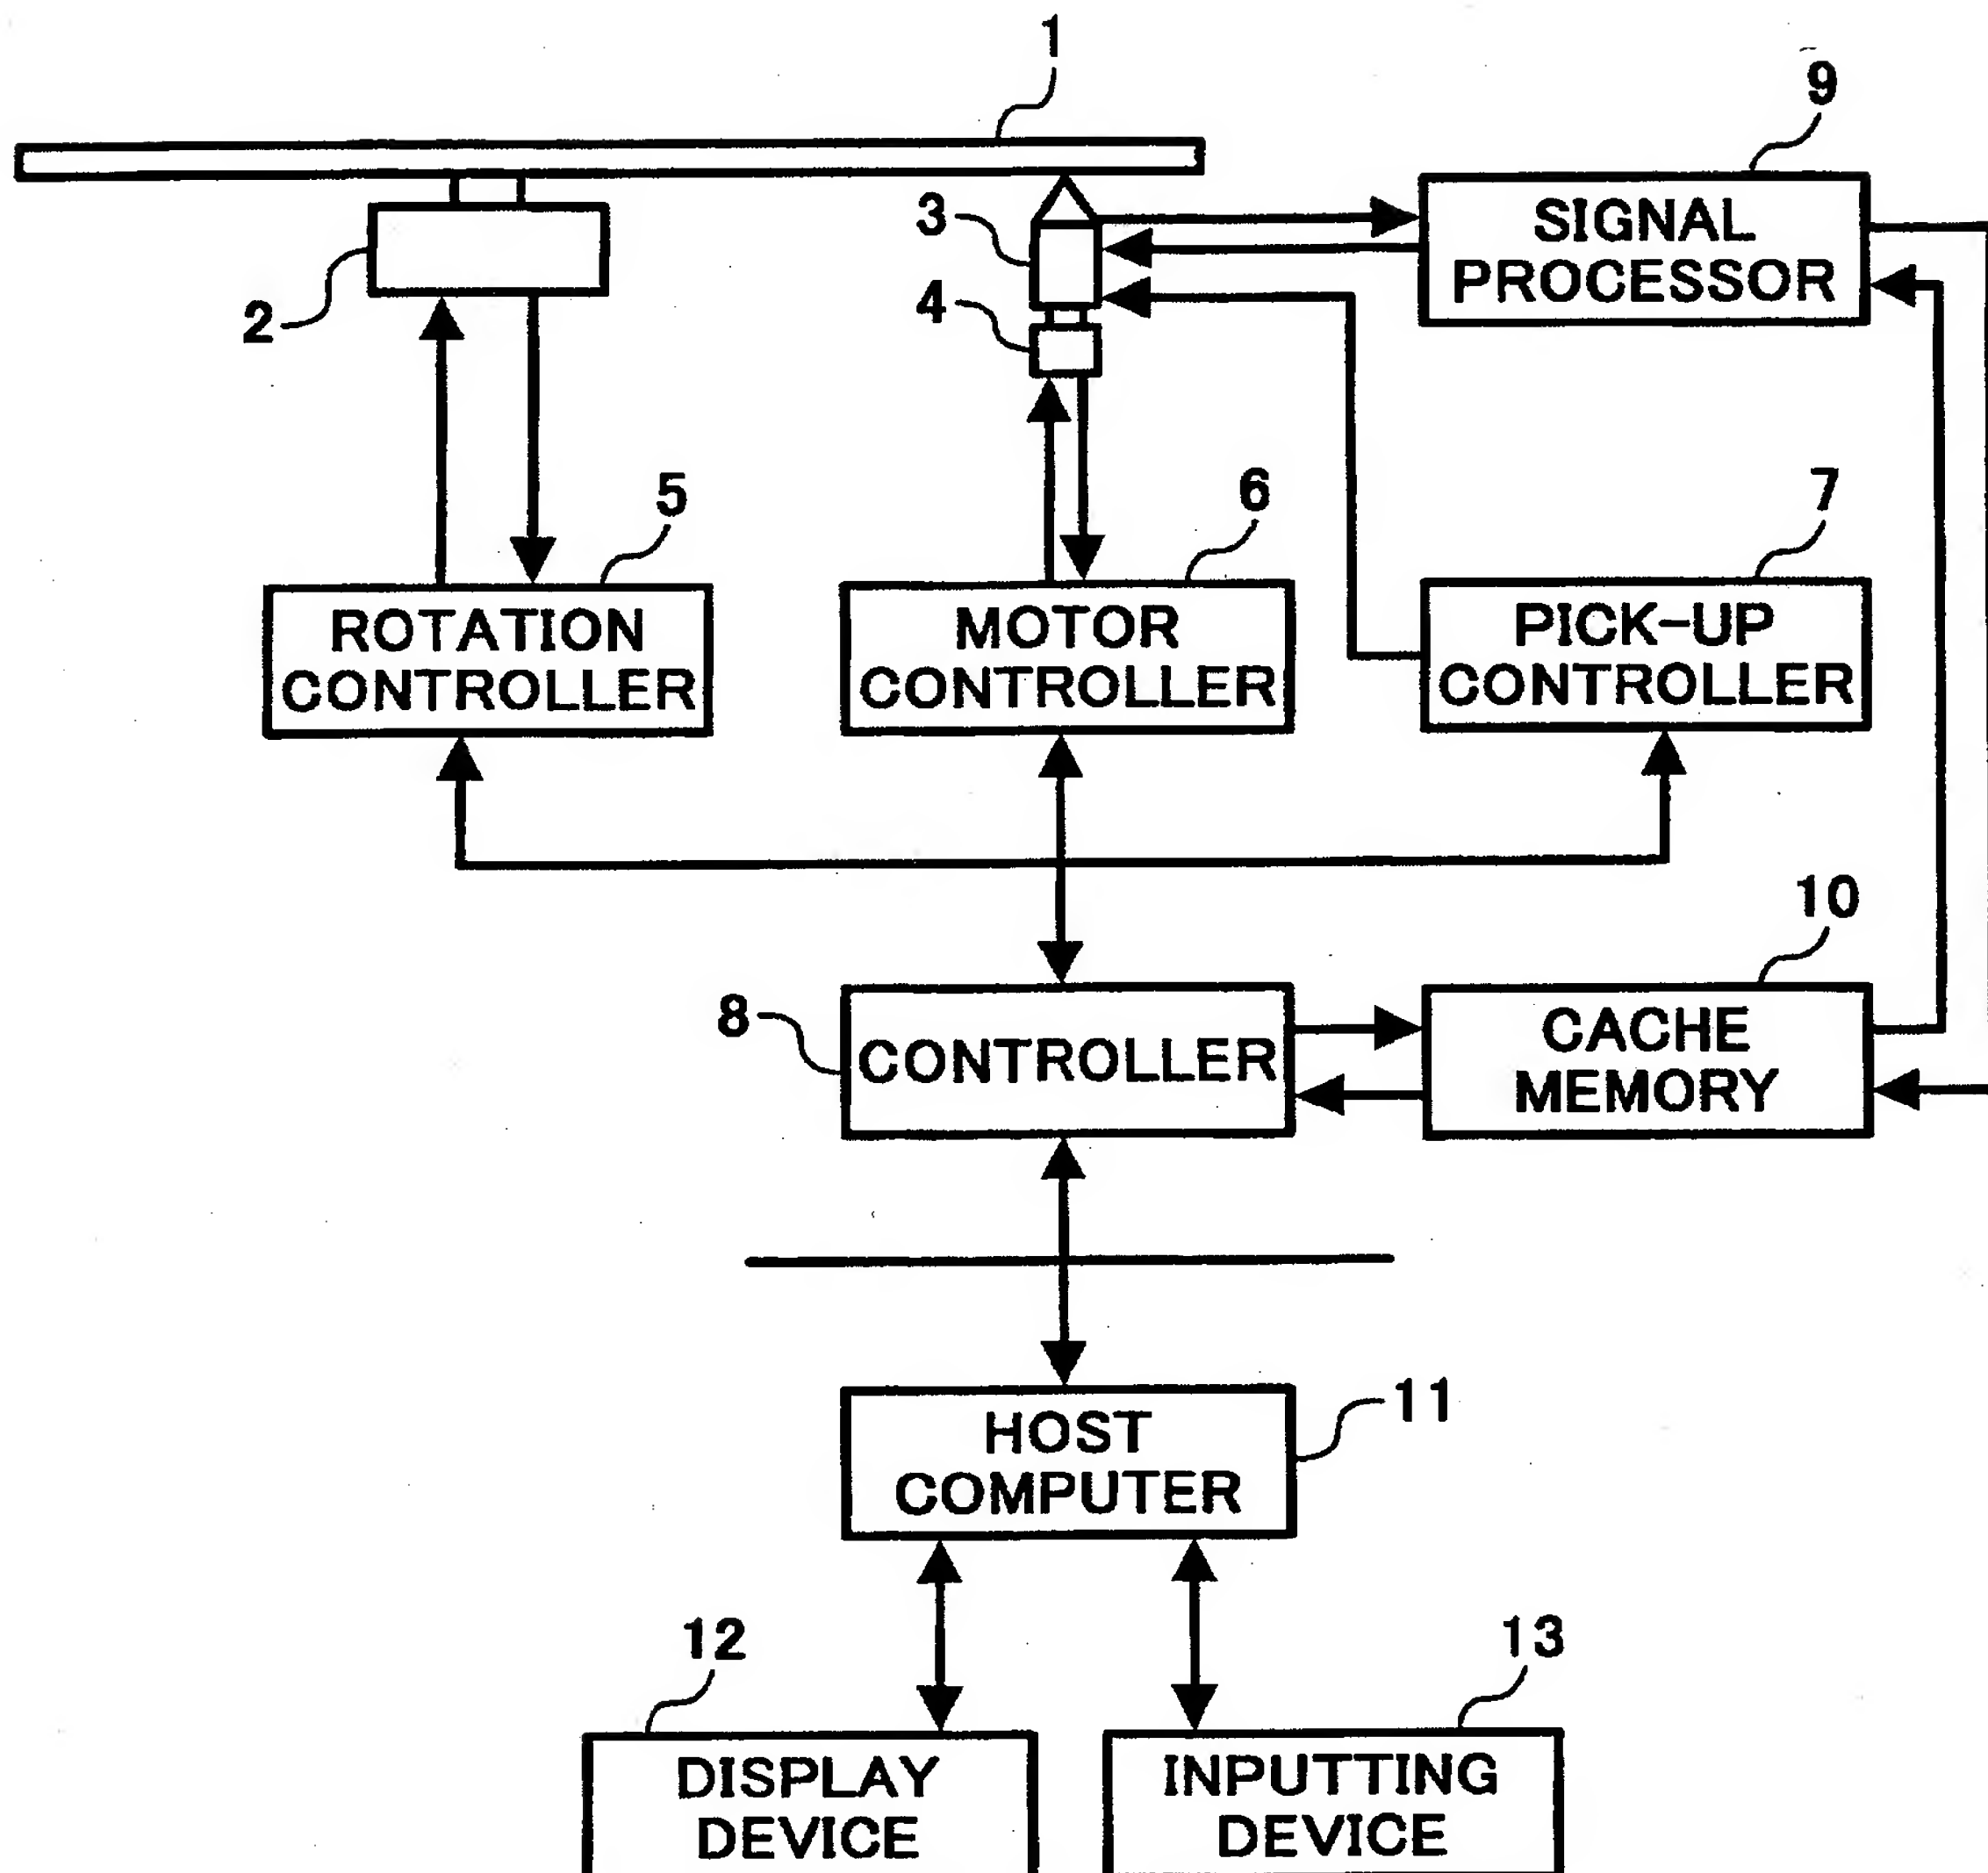 1
9
SIGNAL
PROCESSOR
3
2
4
5
6
7
ROTATION
CONTROLLER
MOTOR
CONTROLLER
PICK-UP
CONTROLLER
10
8
CONTROLLER
CACHE
MEMORY
11
HOST
COMPUTER
12
13
DISPLAY
DEVICE
INPUTTING
DEVICE